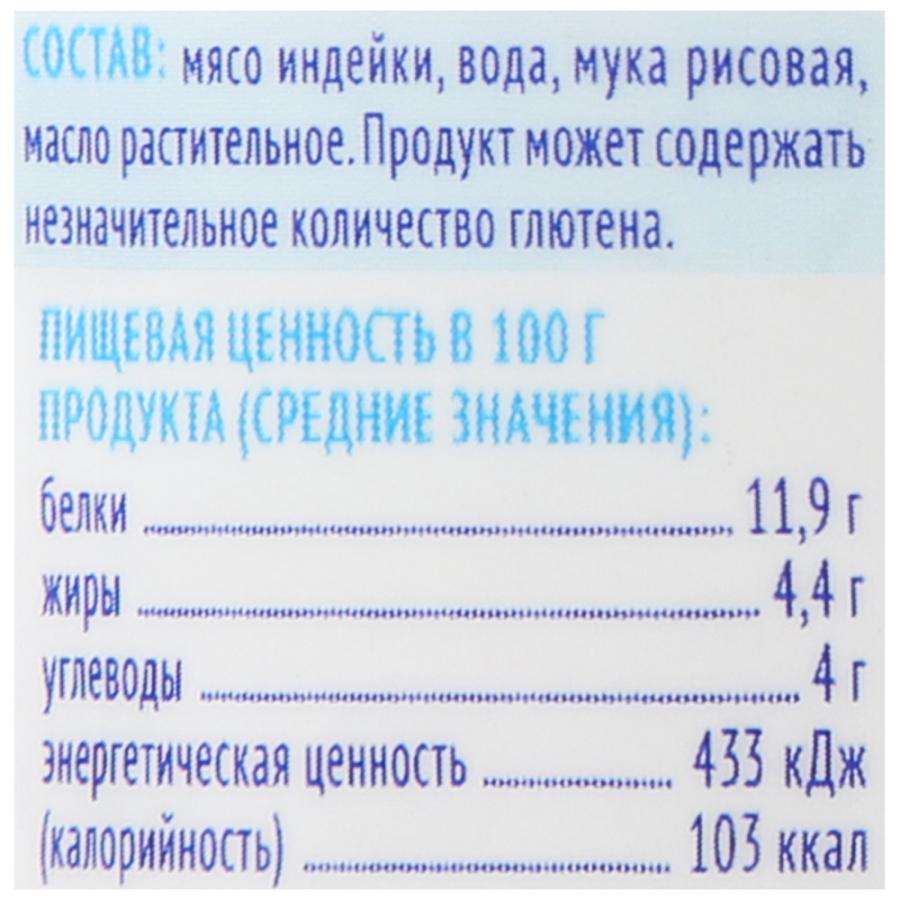 СОСТАВ: мясо индейки, вода, мука рисовая,
масло растительное. Продукт может содержать
незначительное количество глютена.
ПИЩЕВАЯ ЦЕННОСТЬ В 100 Г
ПРОДУКТА (СРЕДНИЕ ЗНАЧЕНИЯ):
белки ........ 11,9 г
жиры ........ 4,4 г
углеводы ........ 4 г
энергетическая ценность ........ 433 кДж
(калорийность) ........ 103 ккал